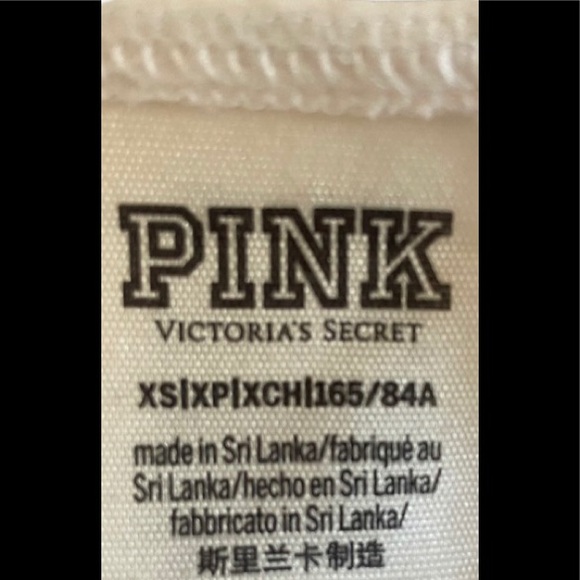 PINK
VICTORIA'S SECRET
XS|XP|XCH|165/84A
made in Sri Lanka/fabriqué au
Sri Lanka/hecho en Sri Lanka/
fabbricato in Sri Lanka/
斯里兰卡制造